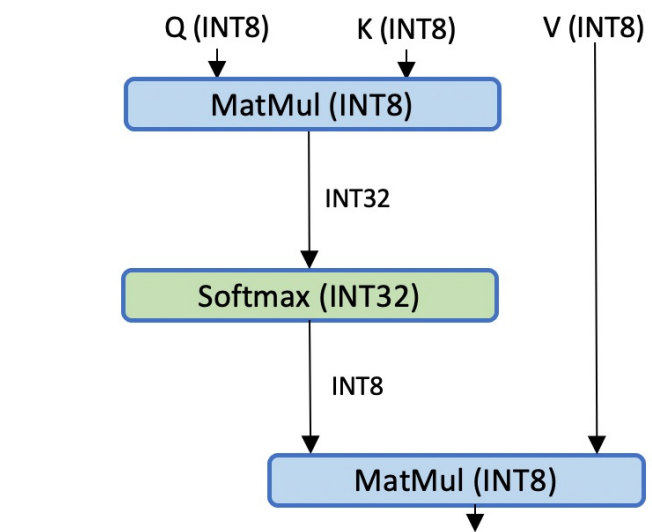 Q (INT8)
K (INT8)
V (INT8)
MatMul (INT8)
INT32
Softmax (INT32)
INT8
MatMul (INT8)